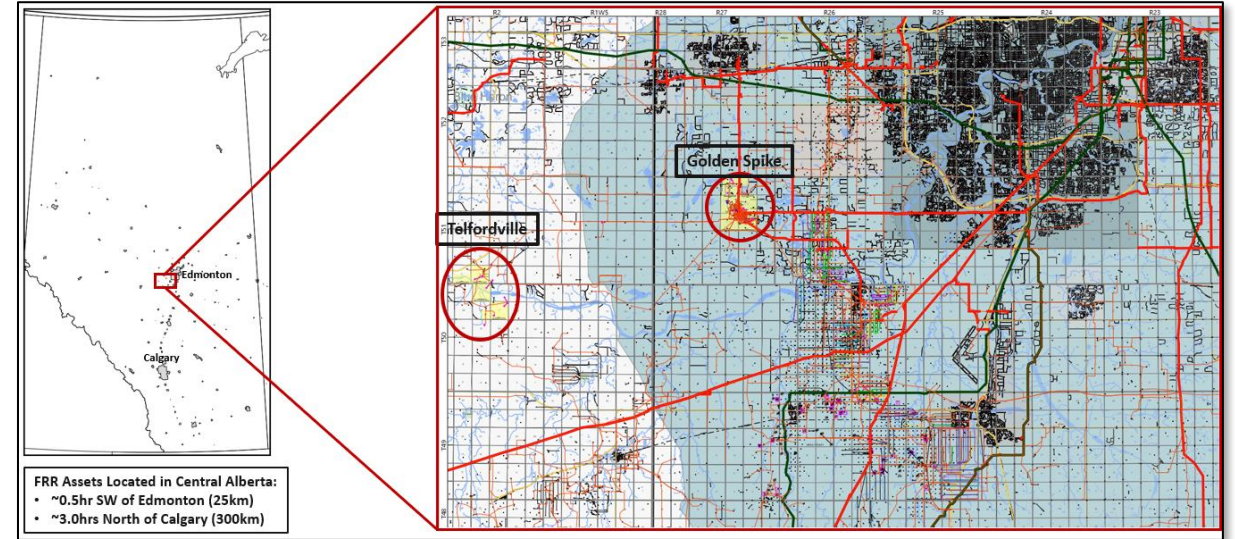 R2
R1W5
R28
R27
R26
R25
R24
R23
T53
T52
T51
T50
T49
T48
Golden Spike
Telfordville
Edmonton
Calgary
FRR Assets Located in Central Alberta:
• ~0.5hr SW of Edmonton (25km)
• ~3.0hrs North of Calgary (300km)